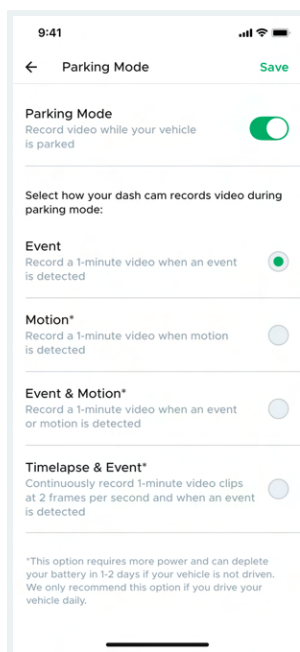 9:41
Parking Mode
Save
Parking Mode
Record video while your vehicle
is parked
Select how your dash cam records video during
parking mode:
Event
Record a 1-minute video when an event
is detected
Motion*
Record a 1-minute video when motion
is detected
Event & Motion*
Record a 1-minute video when an event
or motion is detected
Timelapse & Event*
Continuously record 1-minute video clips
at 2 frames per second and when an event
is detected
*This option requires more power and can deplete
your battery in 1-2 days if your vehicle is not driven.
We only recommend this option if you drive your
vehicle daily.